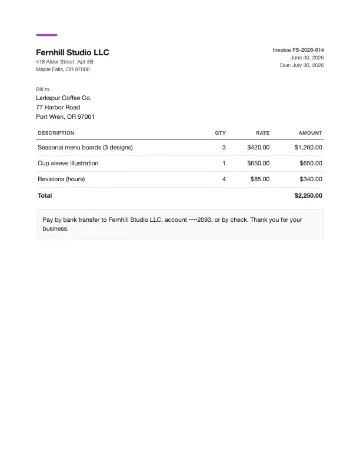 Fernhill Studio LLC
418 Aldar Street, Apt 3B
Maple Falls, OR 97000
Invoice FS-2026-014
June 30, 2026
Due July 30, 2026
Bill to
Larkspur Coffee Co.
77 Harbor Road
Port Wren, OR 97001
DESCRIPTION QTY RATE AMOUNT
Seasonal menu boards (3 designs) 3 $420.00 $1,260.00
Cup sleeve illustration 1 $650.00 $650.00
Revisions (hours) 4 $85.00 $340.00
Total $2,250.00
Pay by bank transfer to Fernhill Studio LLC, account ····2093, or by check. Thank you for your
business.